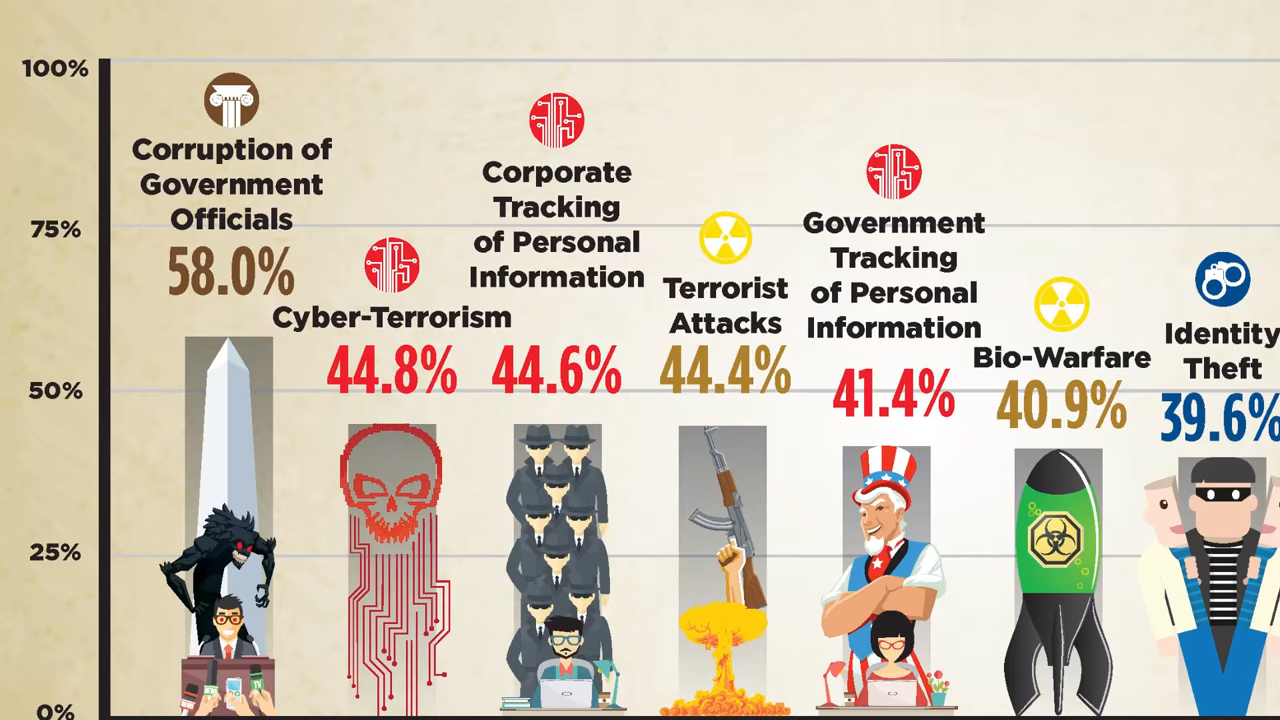 100%
75%
50%
25%
0%
Corruption of
Government
Officials
58.0%
Cyber-Terrorism
44.8%
Corporate
Tracking
of Personal
Information
44.6%
Terrorist
Attacks
44.4%
Government
Tracking
of Personal
Information
41.4%
Bio-Warfare
40.9%
Identity
Theft
39.6%
TV